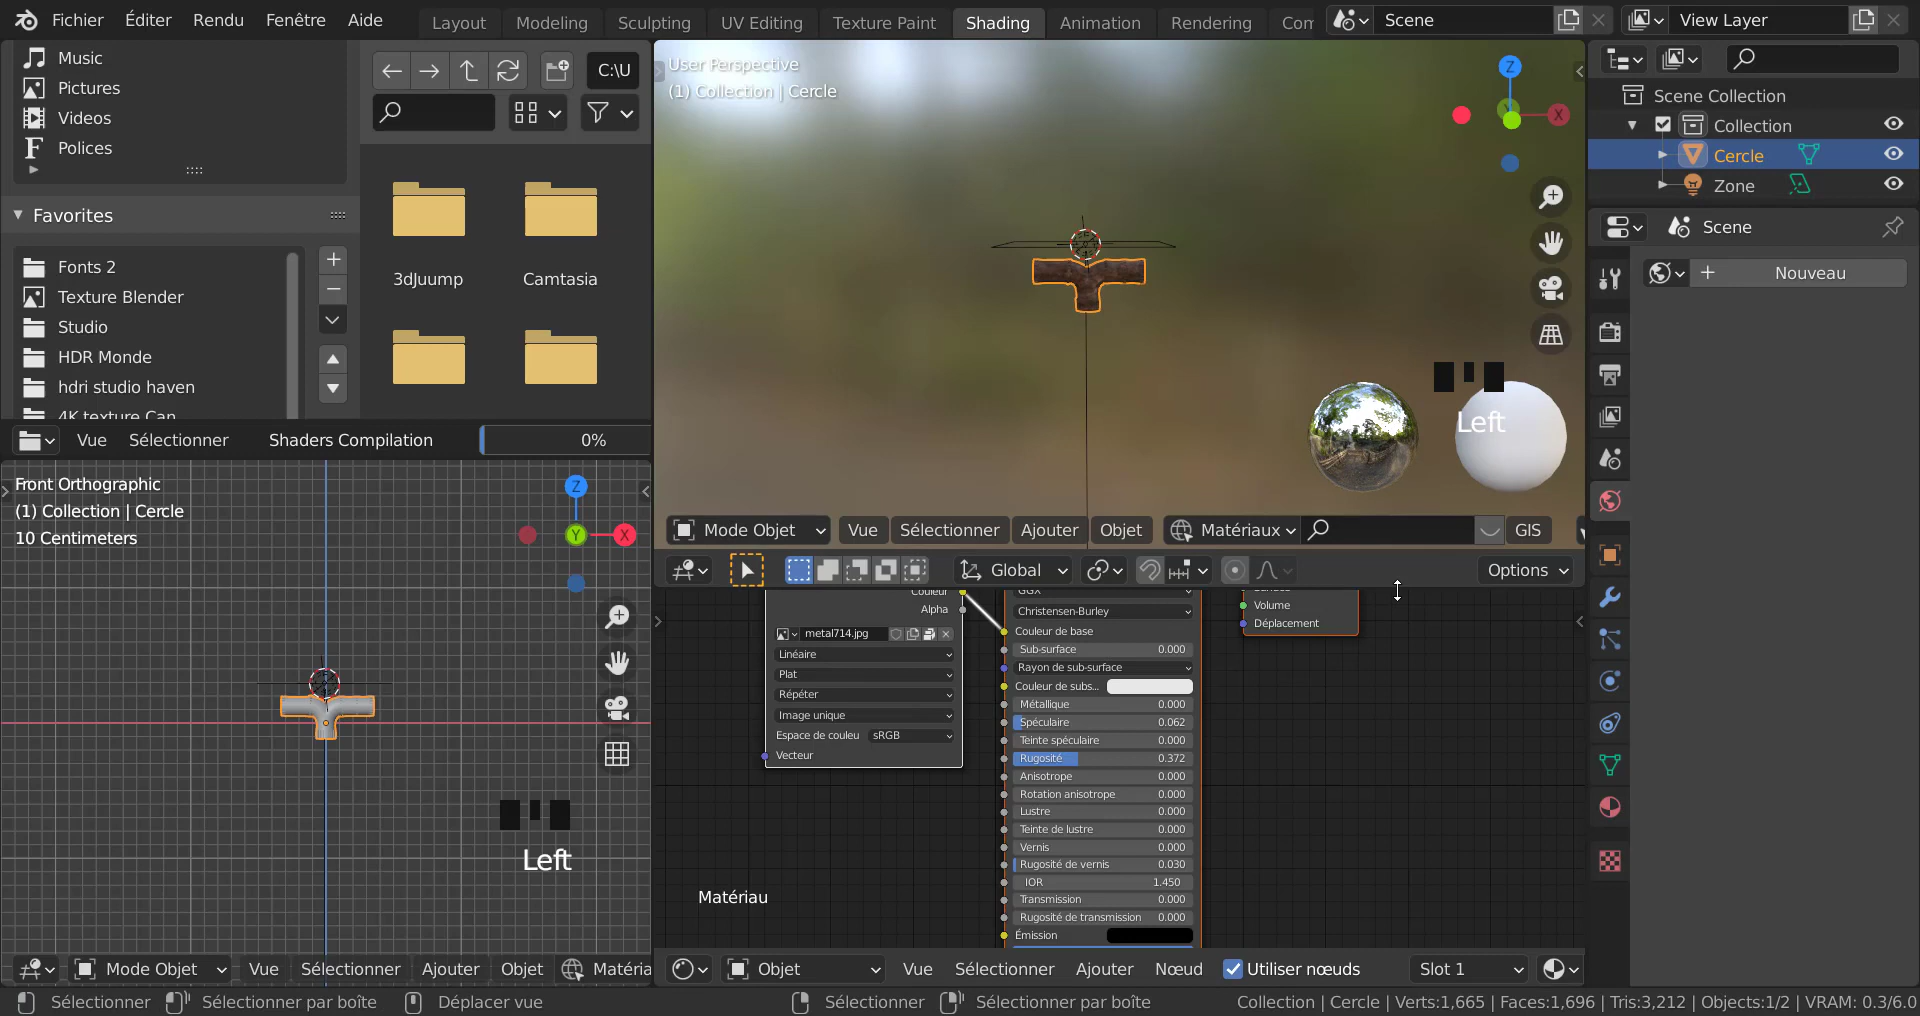 Fichier Éditer Rendu Fenêtre Aide Layout Modeling Sculpting UV Editing Texture Paint Shading Animation Rendering Scene View Layer
Music
Pictures
Videos
Polices
C:\U
Favorites
Fonts 2
Texture Blender
Studio
HDR Monde
hdri studio haven
4K texture Can
3dJuump
Camtasia
Vue Sélectionner Shaders Compilation 0%
Front Orthographic
(1) Collection | Cercle
10 Centimeters
Z
Y
X
Left
Mode Objet Vue Sélectionner Ajouter Objet Matéria
User Perspective
(1) Collection | Cercle
Z
Y
X
Left
Mode Objet Vue Sélectionner Ajouter Objet Matériaux GIS
Global Options
Couleur
Alpha
metal714.jpg
Linéaire
Plat
Répéter
Image unique
Espace de couleu sRGB
Vecteur
GGX
Christensen-Burley
Couleur de base
Sub-surface 0.000
Rayon de sub-surface
Couleur de subs...
Métallique 0.000
Spéculaire 0.062
Teinte spéculaire 0.000
Rugosité 0.372
Anisotrope 0.000
Rotation anisotrope 0.000
Lustre 0.000
Teinte de lustre 0.000
Vernis 0.000
Rugosité de vernis 0.030
IOR 1.450
Transmission 0.000
Rugosité de transmission 0.000
Émission
Volume
Déplacement
Matériau
Objet Vue Sélectionner Ajouter Nœud Utiliser nœuds Slot 1
Scene Collection
Collection
Cercle
Zone
Scene
Nouveau
Sélectionner Sélectionner par boîte Déplacer vue Sélectionner Sélectionner par boîte Collection | Cercle | Verts:1,665 | Faces:1,696 | Tris:3,212 | Objects:1/2 | VRAM: 0.3/6.0